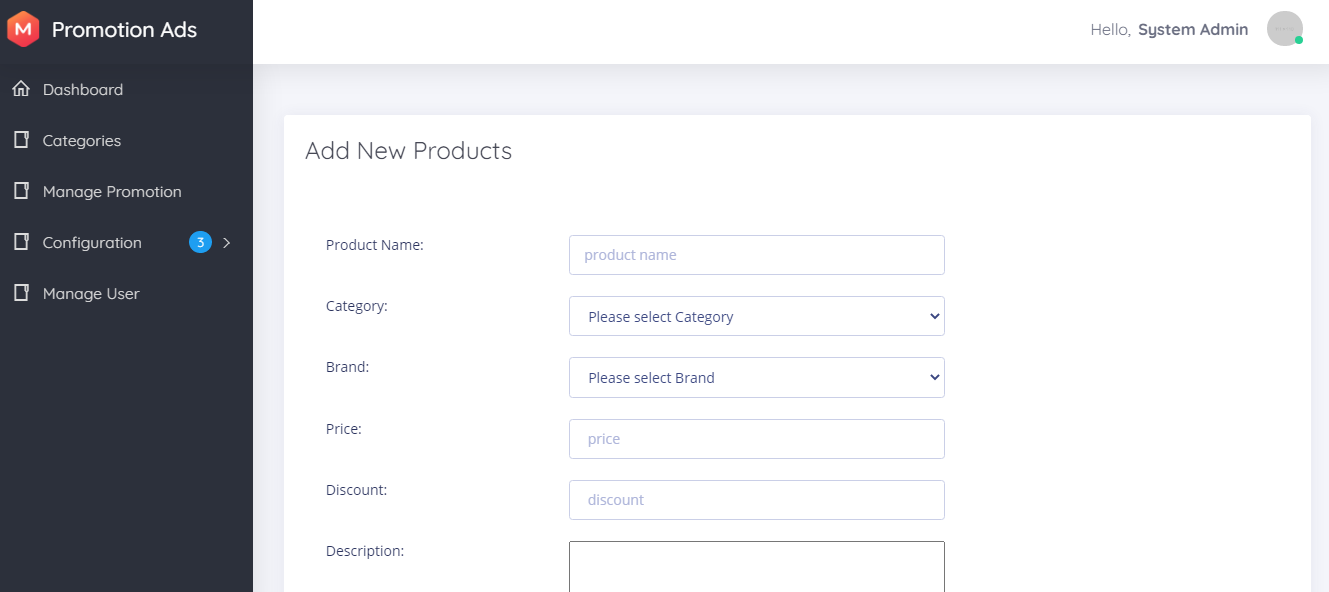 M Promotion Ads
Hello, System Admin
Dashboard
Categories
Manage Promotion
Configuration 3
Manage User
Add New Products
Product Name: product name
Category: Please select Category
Brand: Please select Brand
Price: price
Discount: discount
Description: